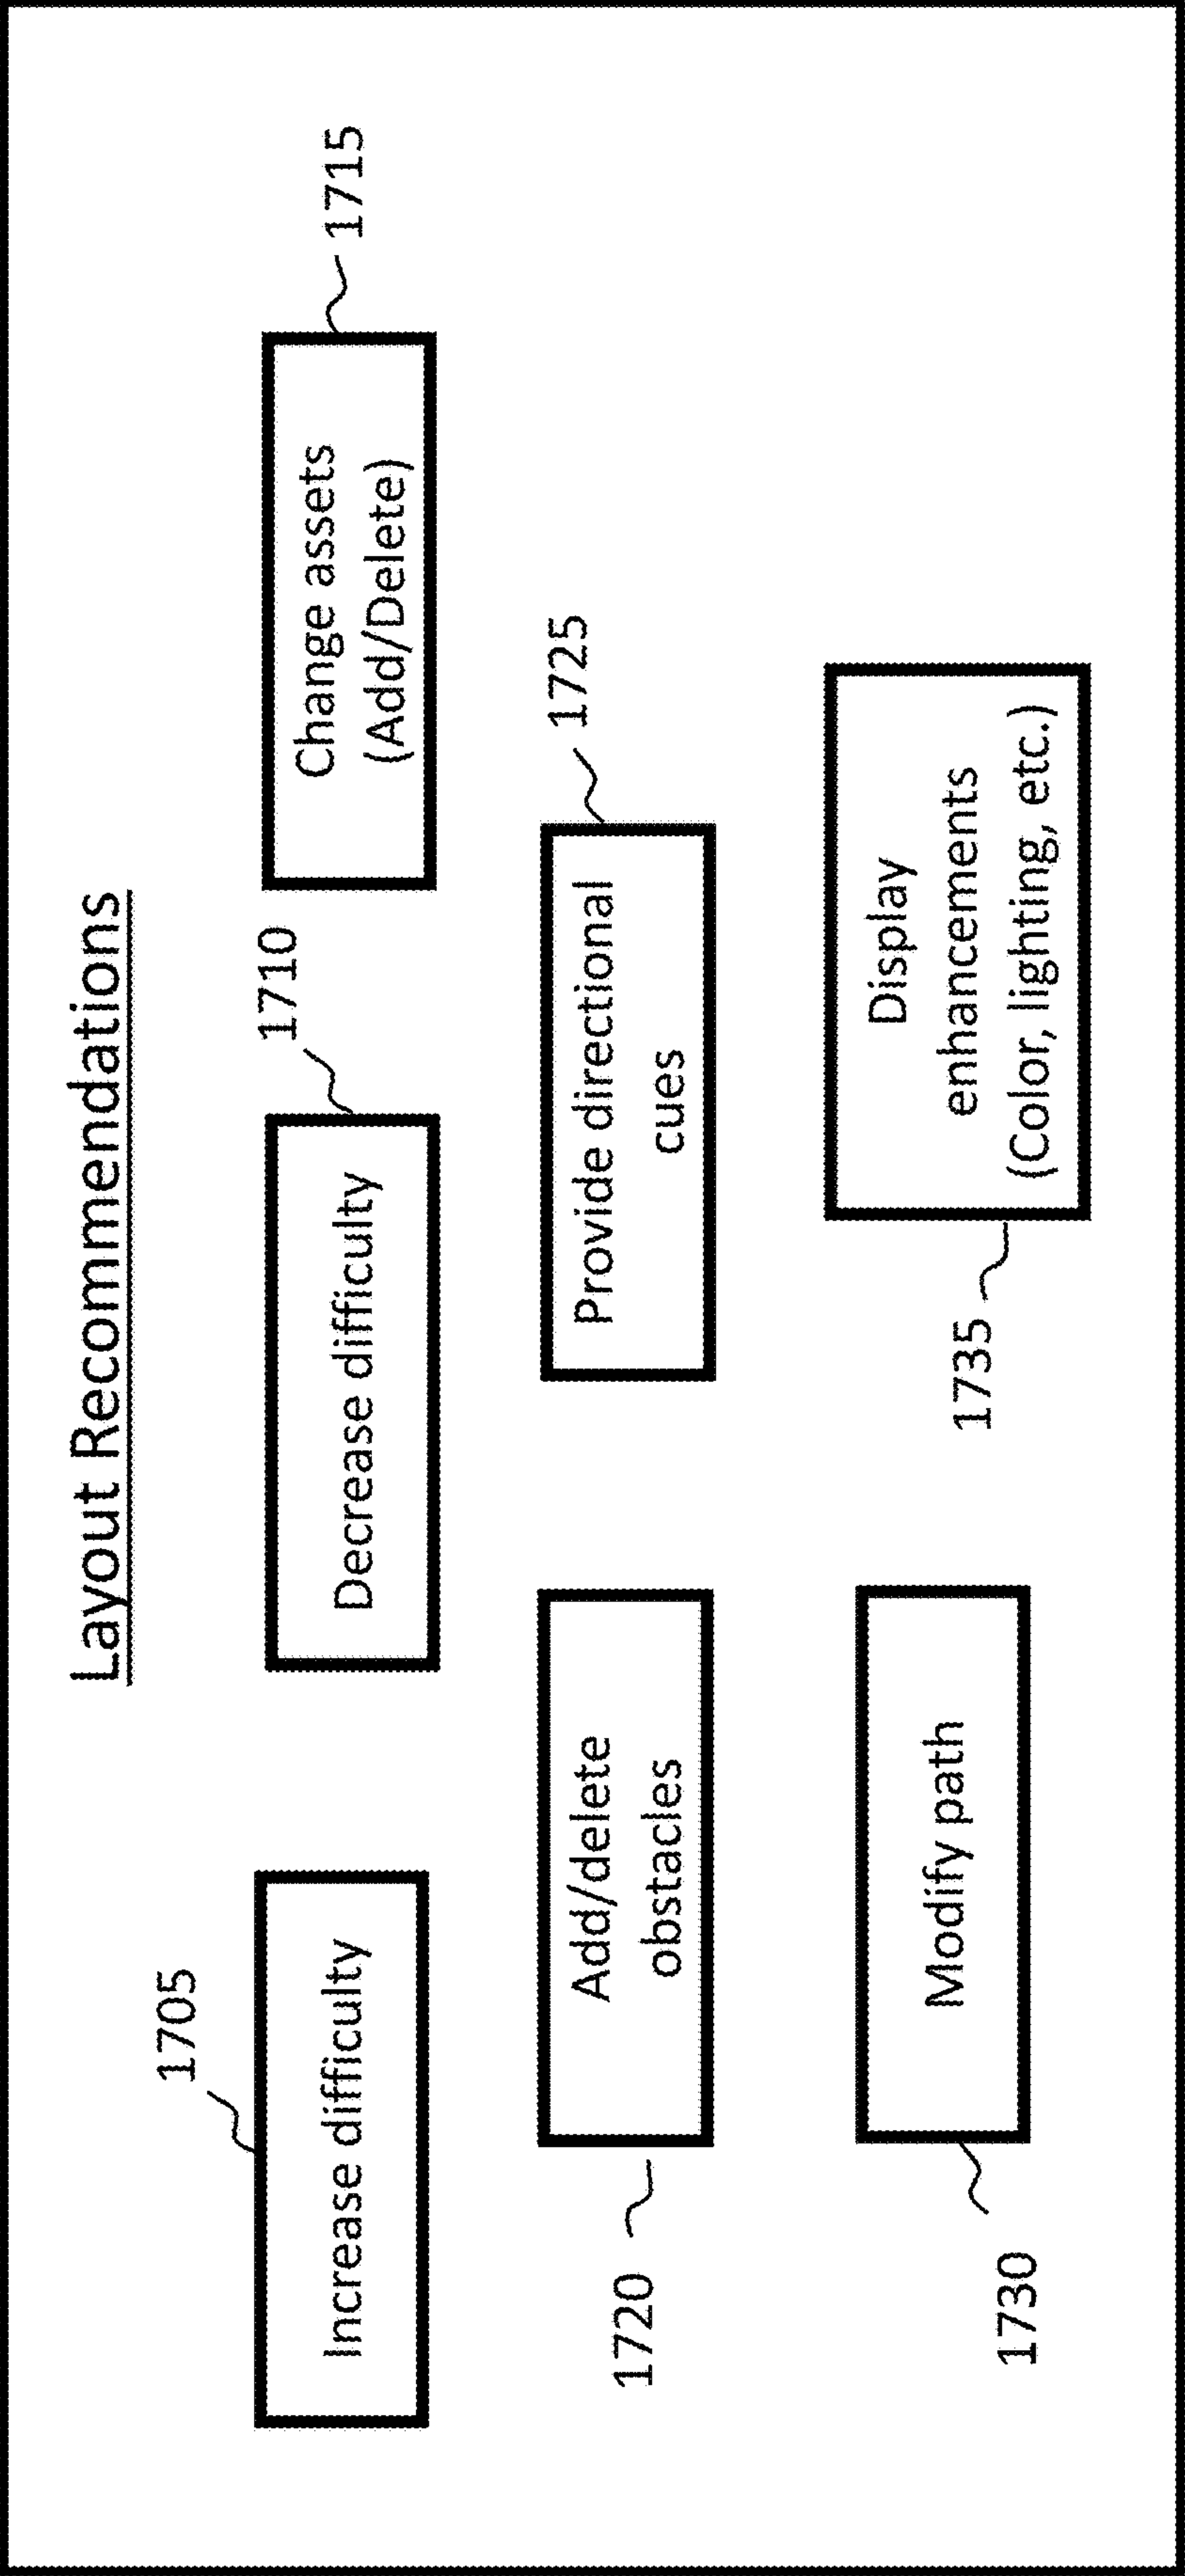 Layout Recommendations
1705
Increase difficulty
1710
Decrease difficulty
1715
Change assets
(Add/Delete)
1720
Add/delete
obstacles
1725
Provide directional
cues
1730
Modify path
1735
Display
enhancements
(Color, lighting, etc.)